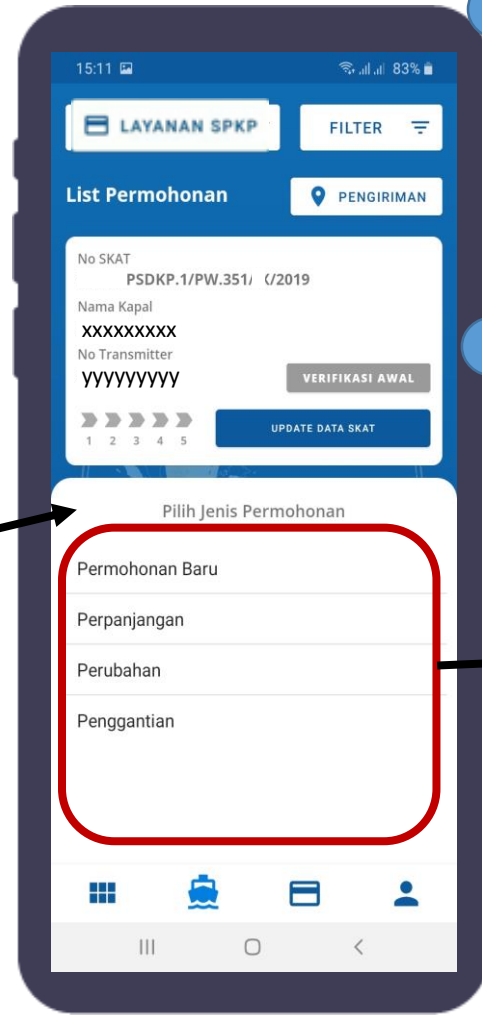 15:11 83%
LAYANAN SPKP FILTER
List Permohonan PENGIRIMAN
No SKAT
PSDKP.1/PW.351/ /2019
Nama Kapal
xxxxxxxxx
No Transmitter
yyyyyyyyy VERIFIKASI AWAL
1 2 3 4 5 UPDATE DATA SKAT
Pilih Jenis Permohonan
Permohonan Baru
Perpanjangan
Perubahan
Penggantian